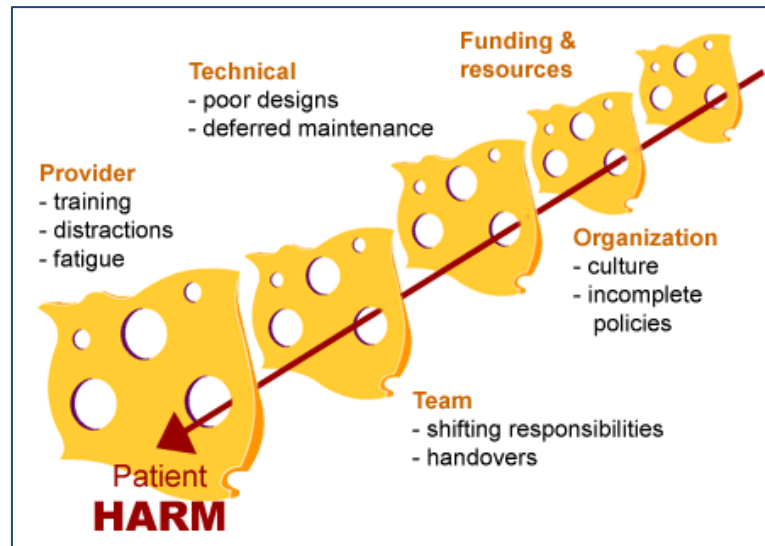 Funding &
resources
Technical
- poor designs
- deferred maintenance
Provider
- training
- distractions
- fatigue
Organization
- culture
- incomplete
policies
Team
- shifting responsibilities
- handovers
Patient
HARM